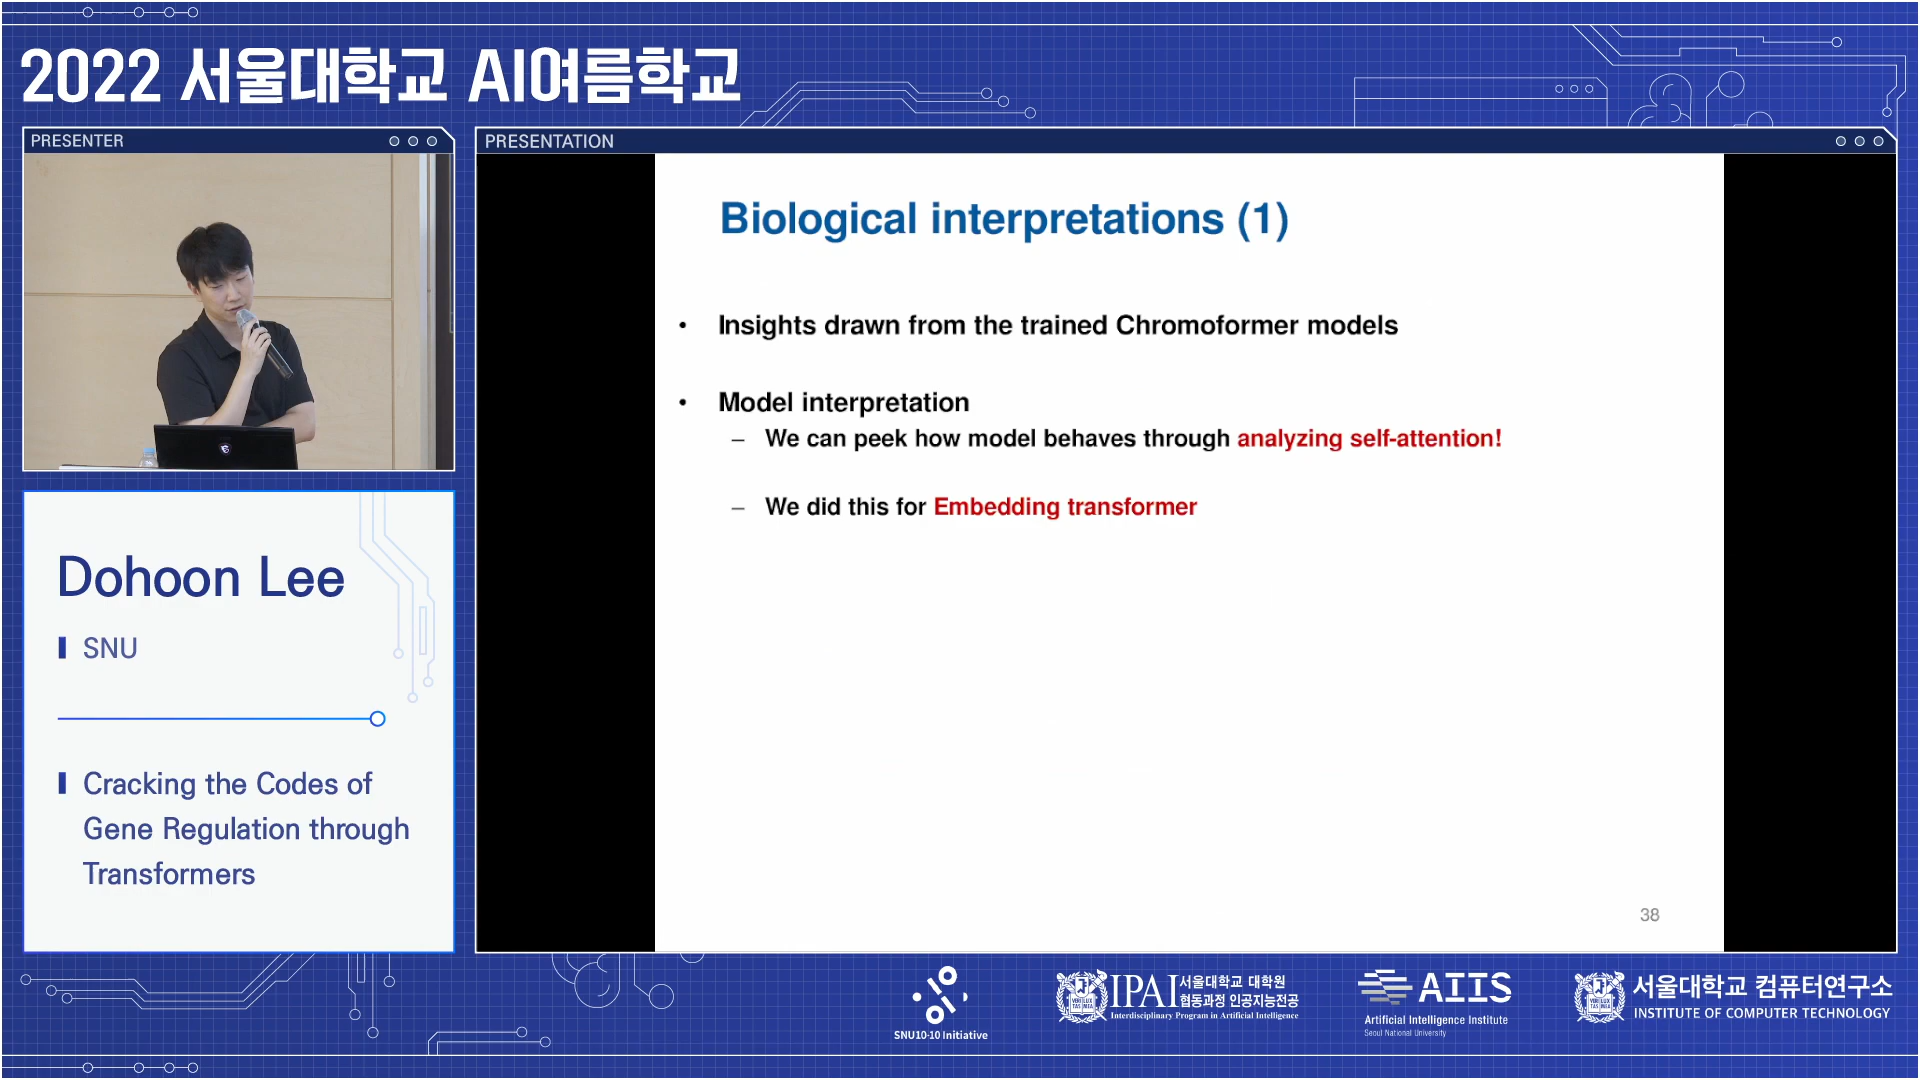 2022 서울대학교 AI여름학교
PRESENTER
PRESENTATION
Biological interpretations (1)
• Insights drawn from the trained Chromoformer models
• Model interpretation
– We can peek how model behaves through analyzing self-attention!
– We did this for Embedding transformer
38
Dohoon Lee
SNU
Cracking the Codes of
Gene Regulation through
Transformers
SNU10·10 Initiative
IPAI 서울대학교 대학원
협동과정 인공지능전공
Interdisciplinary Program in Artificial Intelligence
AIIS
Artificial Intelligence Institute
Seoul National University
서울대학교 컴퓨터연구소
INSTITUTE OF COMPUTER TECHNOLOGY